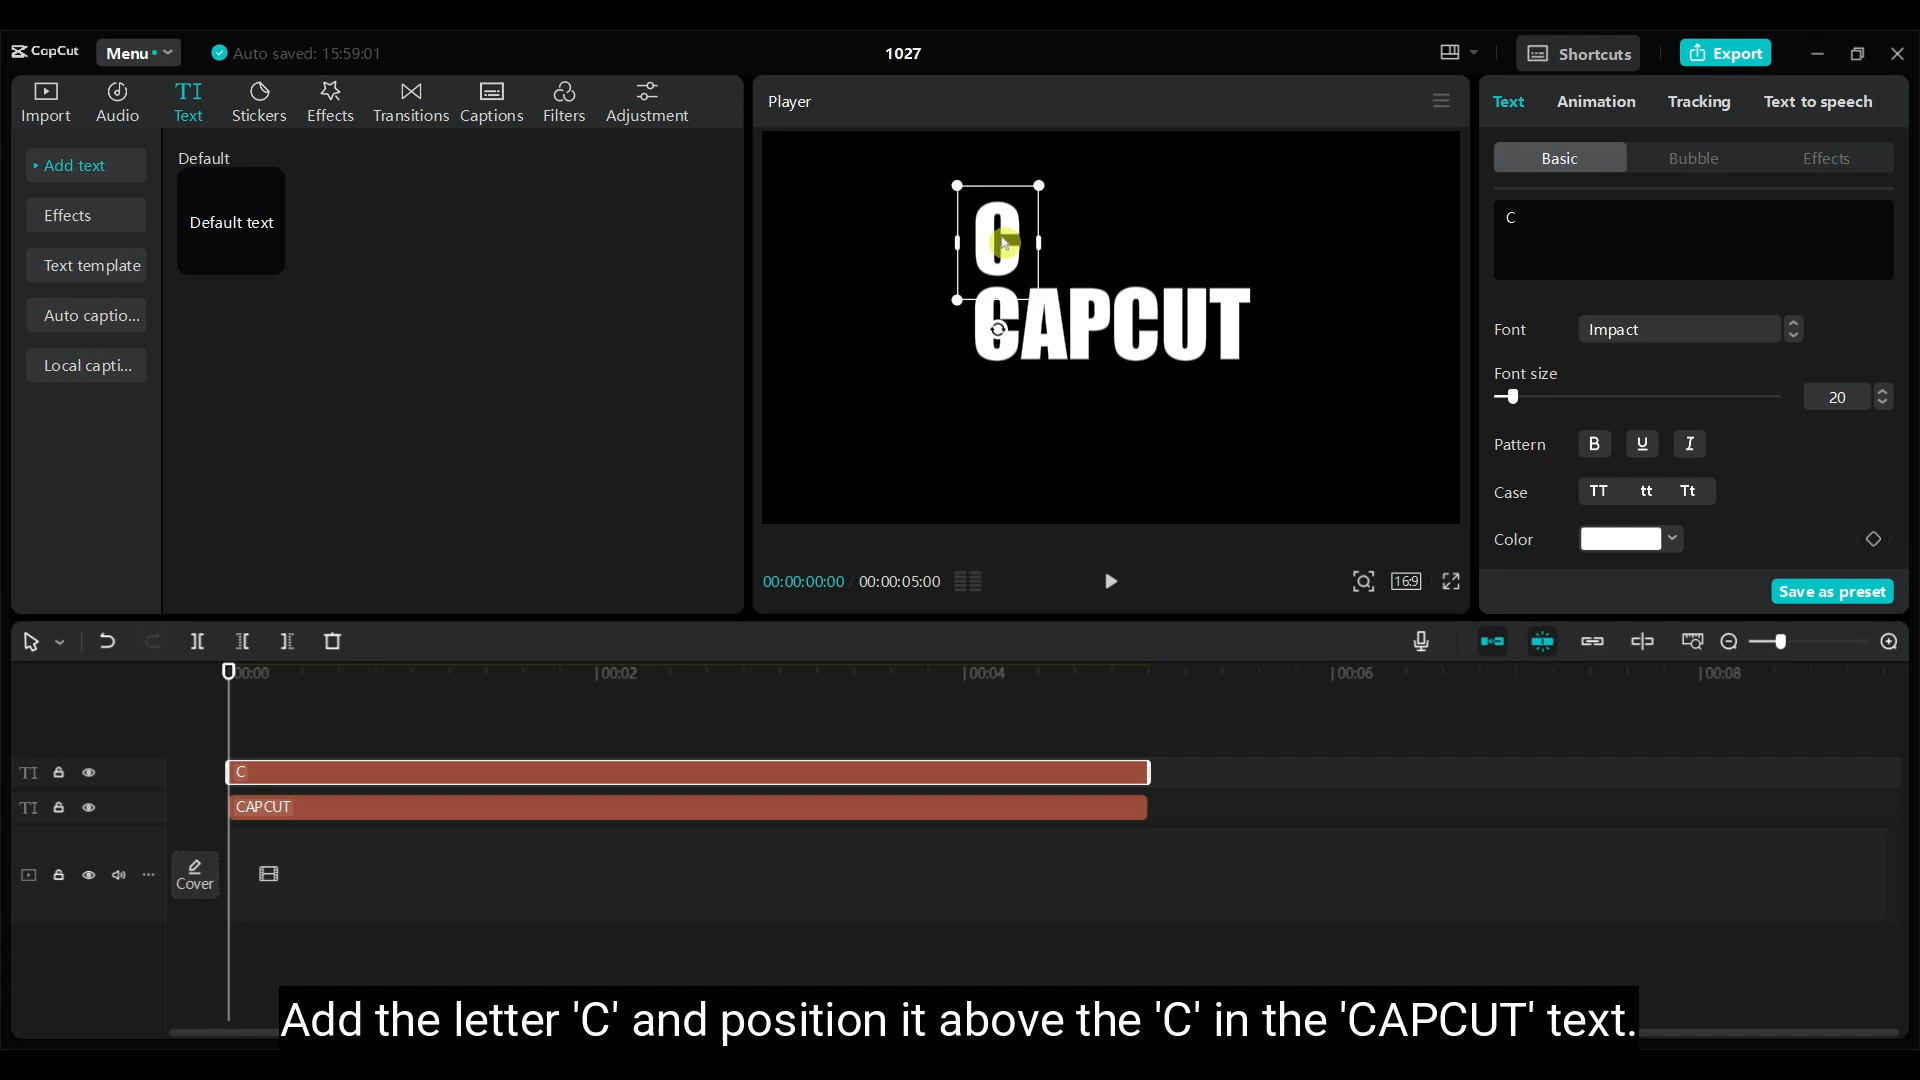 CapCut
Menu
Auto saved: 15:59:01
1027
Shortcuts
Export
Import
Audio
TI
Text
Stickers
Effects
Transitions
Captions
Filters
Adjustment
Add text
Effects
Text template
Auto captio...
Local capti...
Default
Default text
Player
C
CAPCUT
00:00:00:00
00:00:05:00
16:9
Text
Animation
Tracking
Text to speech
Basic
Bubble
Effects
C
Font
Impact
Font size
20
Pattern
B
U
I
Case
TT
tt
Tt
Color
Save as preset
00:00
00:02
00:04
00:06
00:08
TI
C
TI
CAPCUT
Cover
Add the letter 'C' and position it above the 'C' in the 'CAPCUT' text.